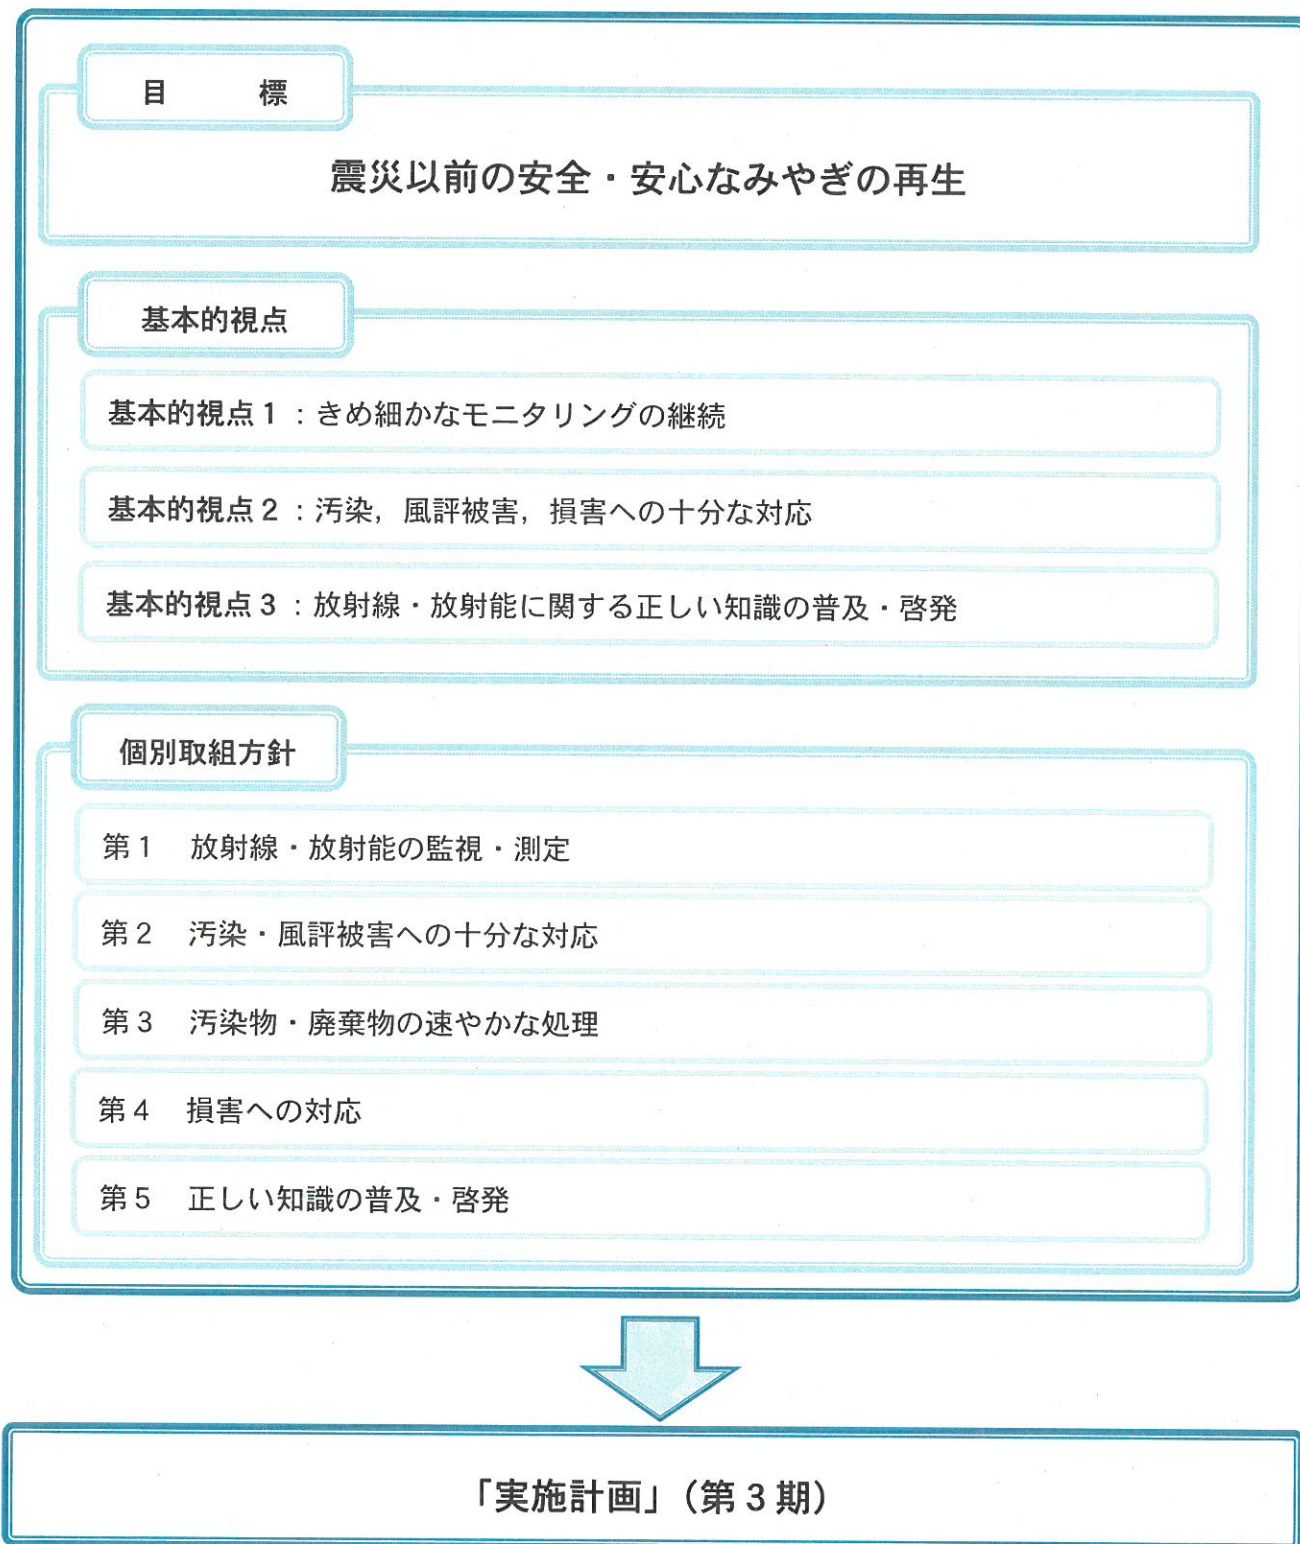 目　　　標
震災以前の安全・安心なみやぎの再生
基本的視点
基本的視点1：きめ細かなモニタリングの継続
基本的視点2：汚染，風評被害，損害への十分な対応
基本的視点3：放射線・放射能に関する正しい知識の普及・啓発
個別取組方針
第1　放射線・放射能の監視・測定
第2　汚染・風評被害への十分な対応
第3　汚染物・廃棄物の速やかな処理
第4　損害への対応
第5　正しい知識の普及・啓発
「実施計画」（第3期）